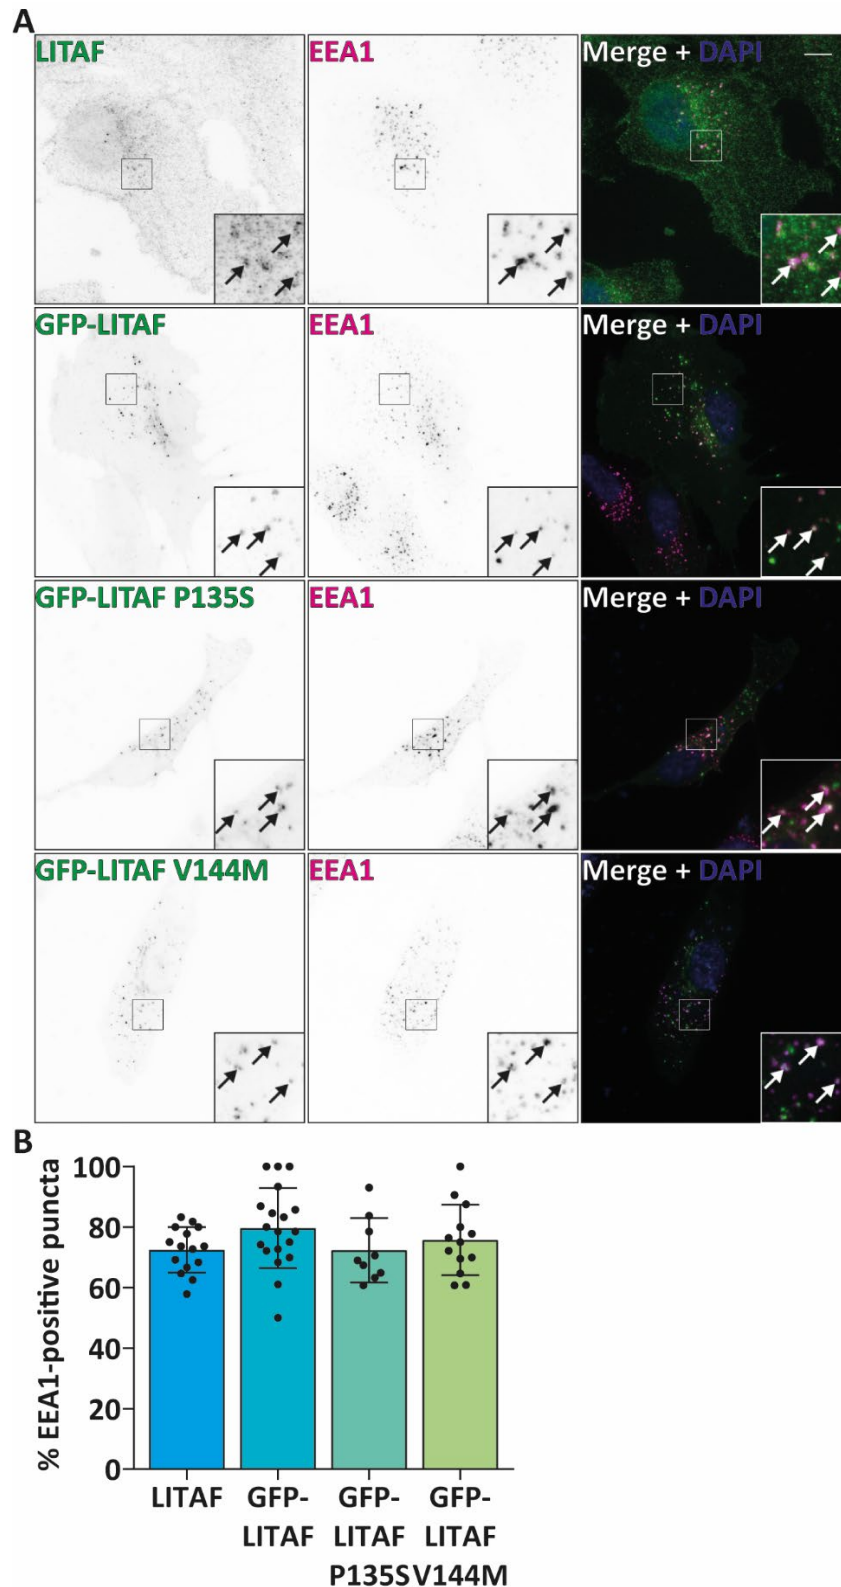 A
LITAF EEA1 Merge + DAPI
GFP-LITAF EEA1 Merge + DAPI
GFP-LITAF P135S EEA1 Merge + DAPI
GFP-LITAF V144M EEA1 Merge + DAPI
B
% EEA1-positive puncta
100
80
60
40
20
0
LITAF GFP- GFP- GFP-
LITAF LITAF LITAF
P135S V144M